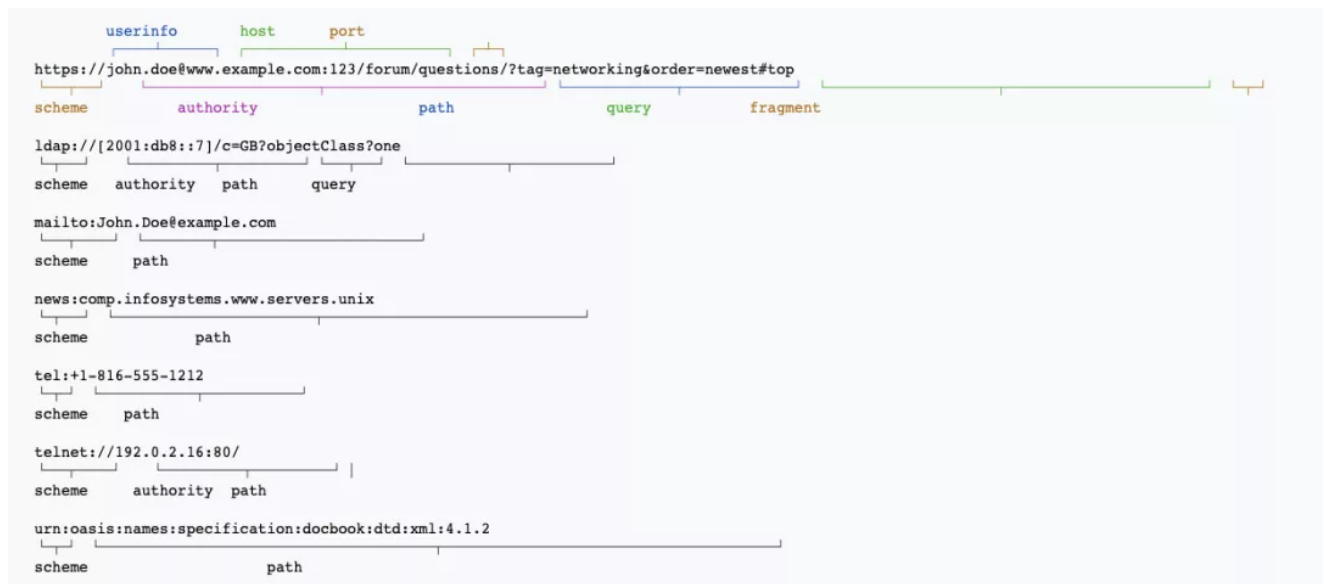 userinfo host port
https://john.doe@www.example.com:123/forum/questions/?tag=networking&order=newest#top
scheme authority path query fragment
ldap://[2001:db8::7]/c=GB?objectClass?one
scheme authority path query
mailto:John.Doe@example.com
scheme path
news:comp.infosystems.www.servers.unix
scheme path
tel:+1-816-555-1212
scheme path
telnet://192.0.2.16:80/
scheme authority path
urn:oasis:names:specification:docbook:dtd:xml:4.1.2
scheme path